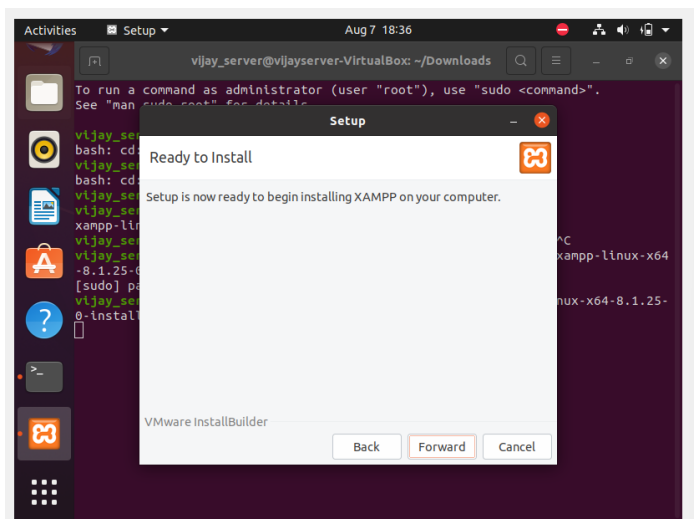 Activities Setup Aug 7 18:36
vijay_server@vijayserver-VirtualBox: ~/Downloads
To run a command as administrator (user "root"), use "sudo <command>".
See "man sudo_root" for details.
Setup
vijay_ser
bash: cd:
vijay_ser
bash: cd:
vijay_ser
vijay_ser
xampp-lin
vijay_ser ^C
vijay_ser xampp-linux-x64
-8.1.25-0
[sudo] pa
vijay_ser nux-x64-8.1.25-
0-install
Ready to Install
Setup is now ready to begin installing XAMPP on your computer.
VMware InstallBuilder
Back Forward Cancel